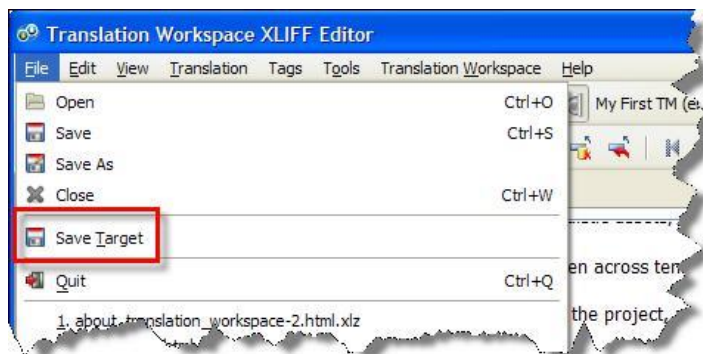 Translation Workspace XLIFF Editor
File Edit View Translation Tags Tools Translation Workspace Help
Open Ctrl+O
My First TM
Save Ctrl+S
Save As
Close Ctrl+W
Save Target
Quit Ctrl+Q
en across
1. about_translation_workspace-2.html.xlz
the project,